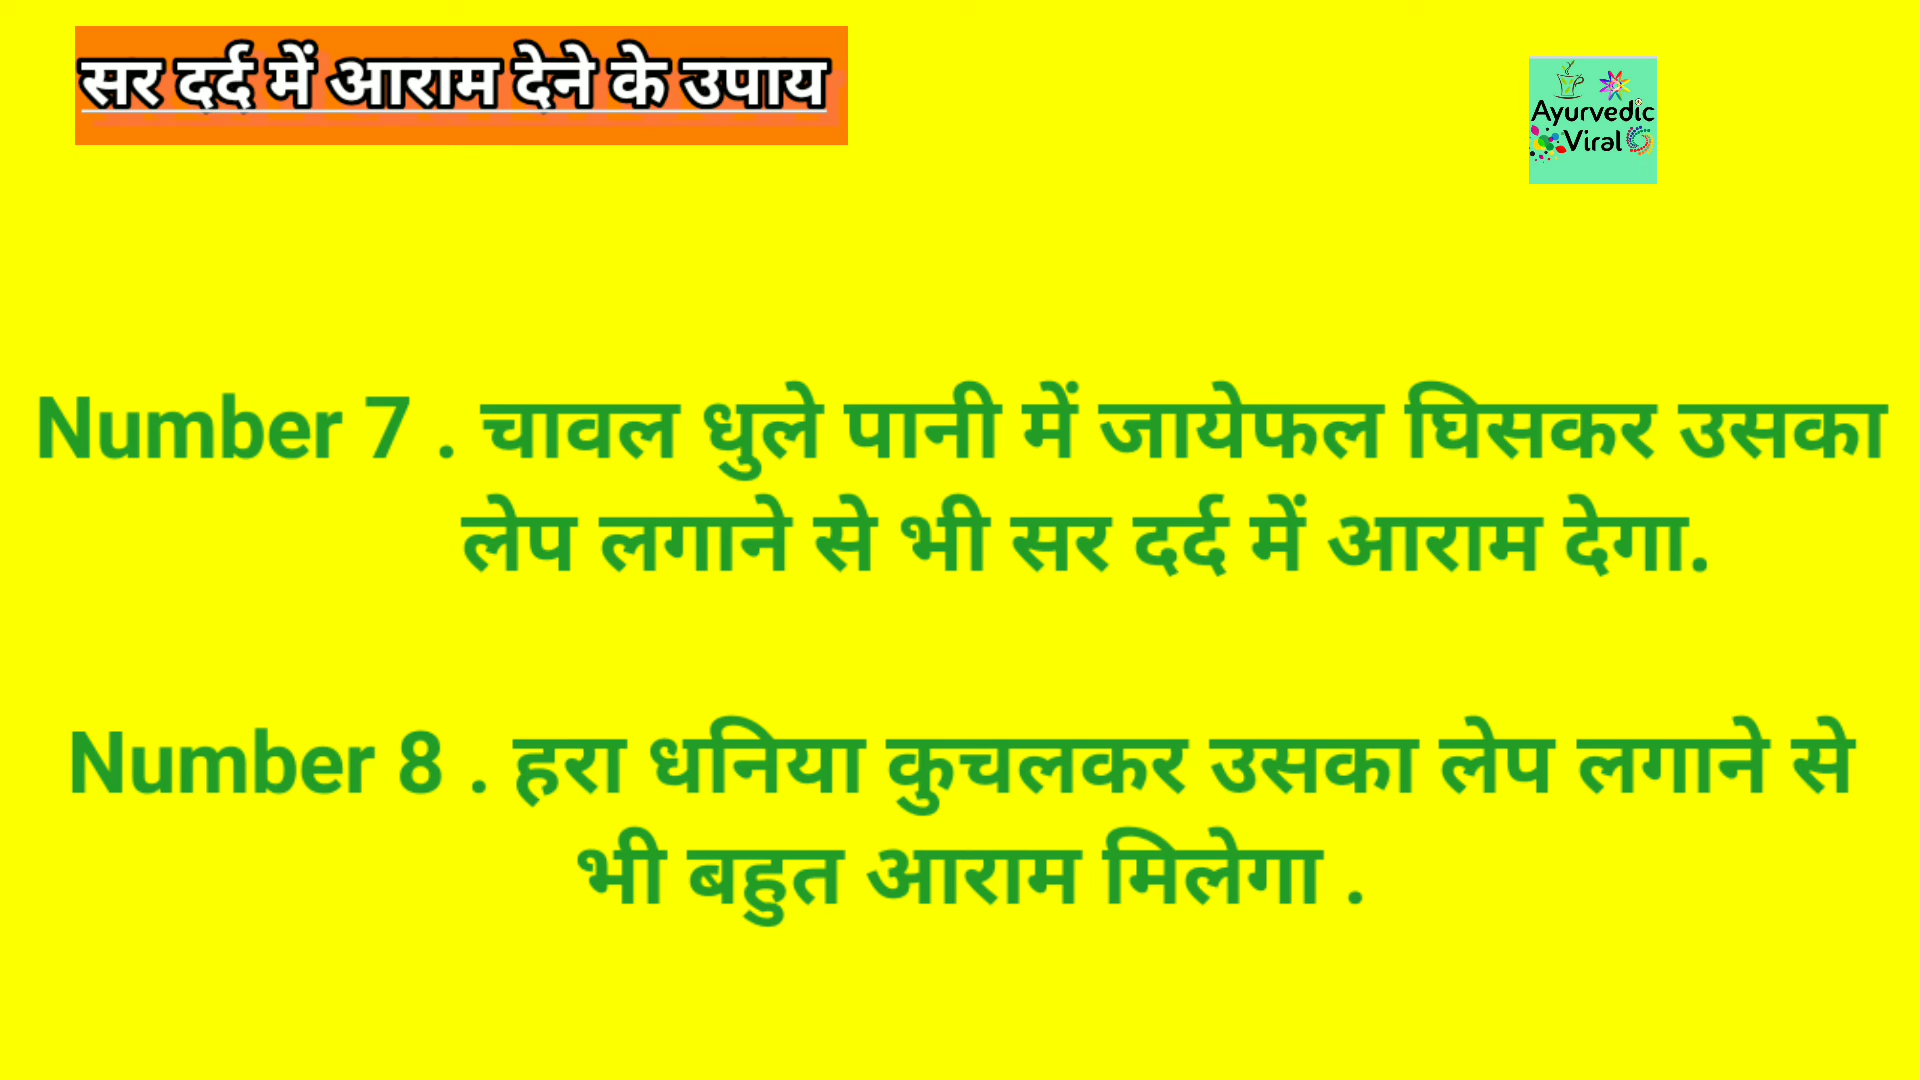 सर दर्द में आराम देने के उपाय
Ayurvedic
Viral
Number 7 . चावल धुले पानी में जायेफल घिसकर उसका
लेप लगाने से भी सर दर्द में आराम देगा.
Number 8 . हरा धनिया कुचलकर उसका लेप लगाने से
भी बहुत आराम मिलेगा .